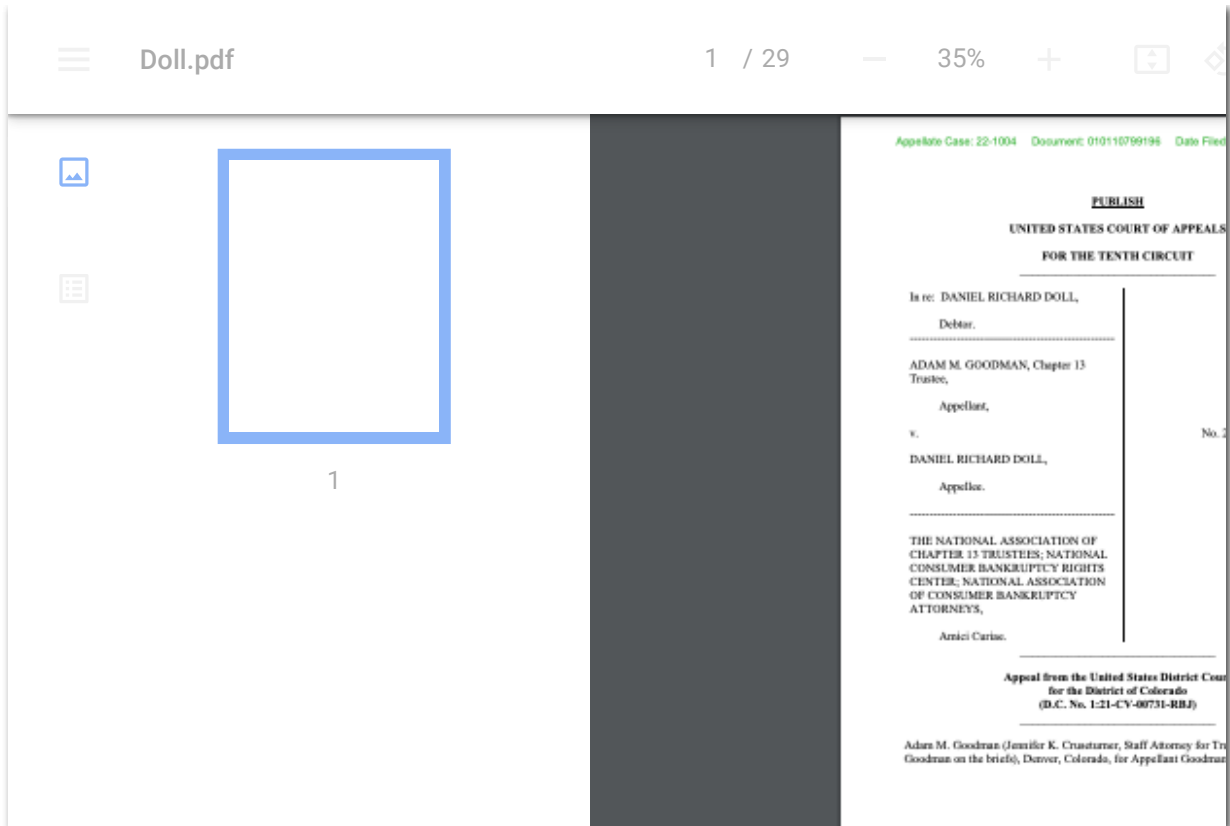 Doll.pdf
1 / 29
35%
1
Appellate Case: 22-1004 Document: 010110799196 Date Filed
PUBLISH
UNITED STATES COURT OF APPEALS
FOR THE TENTH CIRCUIT
In re: DANIEL RICHARD DOLL,
Debtor.
ADAM M. GOODMAN, Chapter 13
Trustee,
Appellant,
v.
No. 2
DANIEL RICHARD DOLL,
Appellee.
THE NATIONAL ASSOCIATION OF
CHAPTER 13 TRUSTEES; NATIONAL
CONSUMER BANKRUPTCY RIGHTS
CENTER; NATIONAL ASSOCIATION
OF CONSUMER BANKRUPTCY
ATTORNEYS,
Amici Curiae.
Appeal from the United States District Cour
for the District of Colorado
(D.C. No. 1:21-CV-00731-RBJ)
Adam M. Goodman (Jennifer K. Cruseturner, Staff Attorney for Tr
Goodman on the briefs), Denver, Colorado, for Appellant Goodman